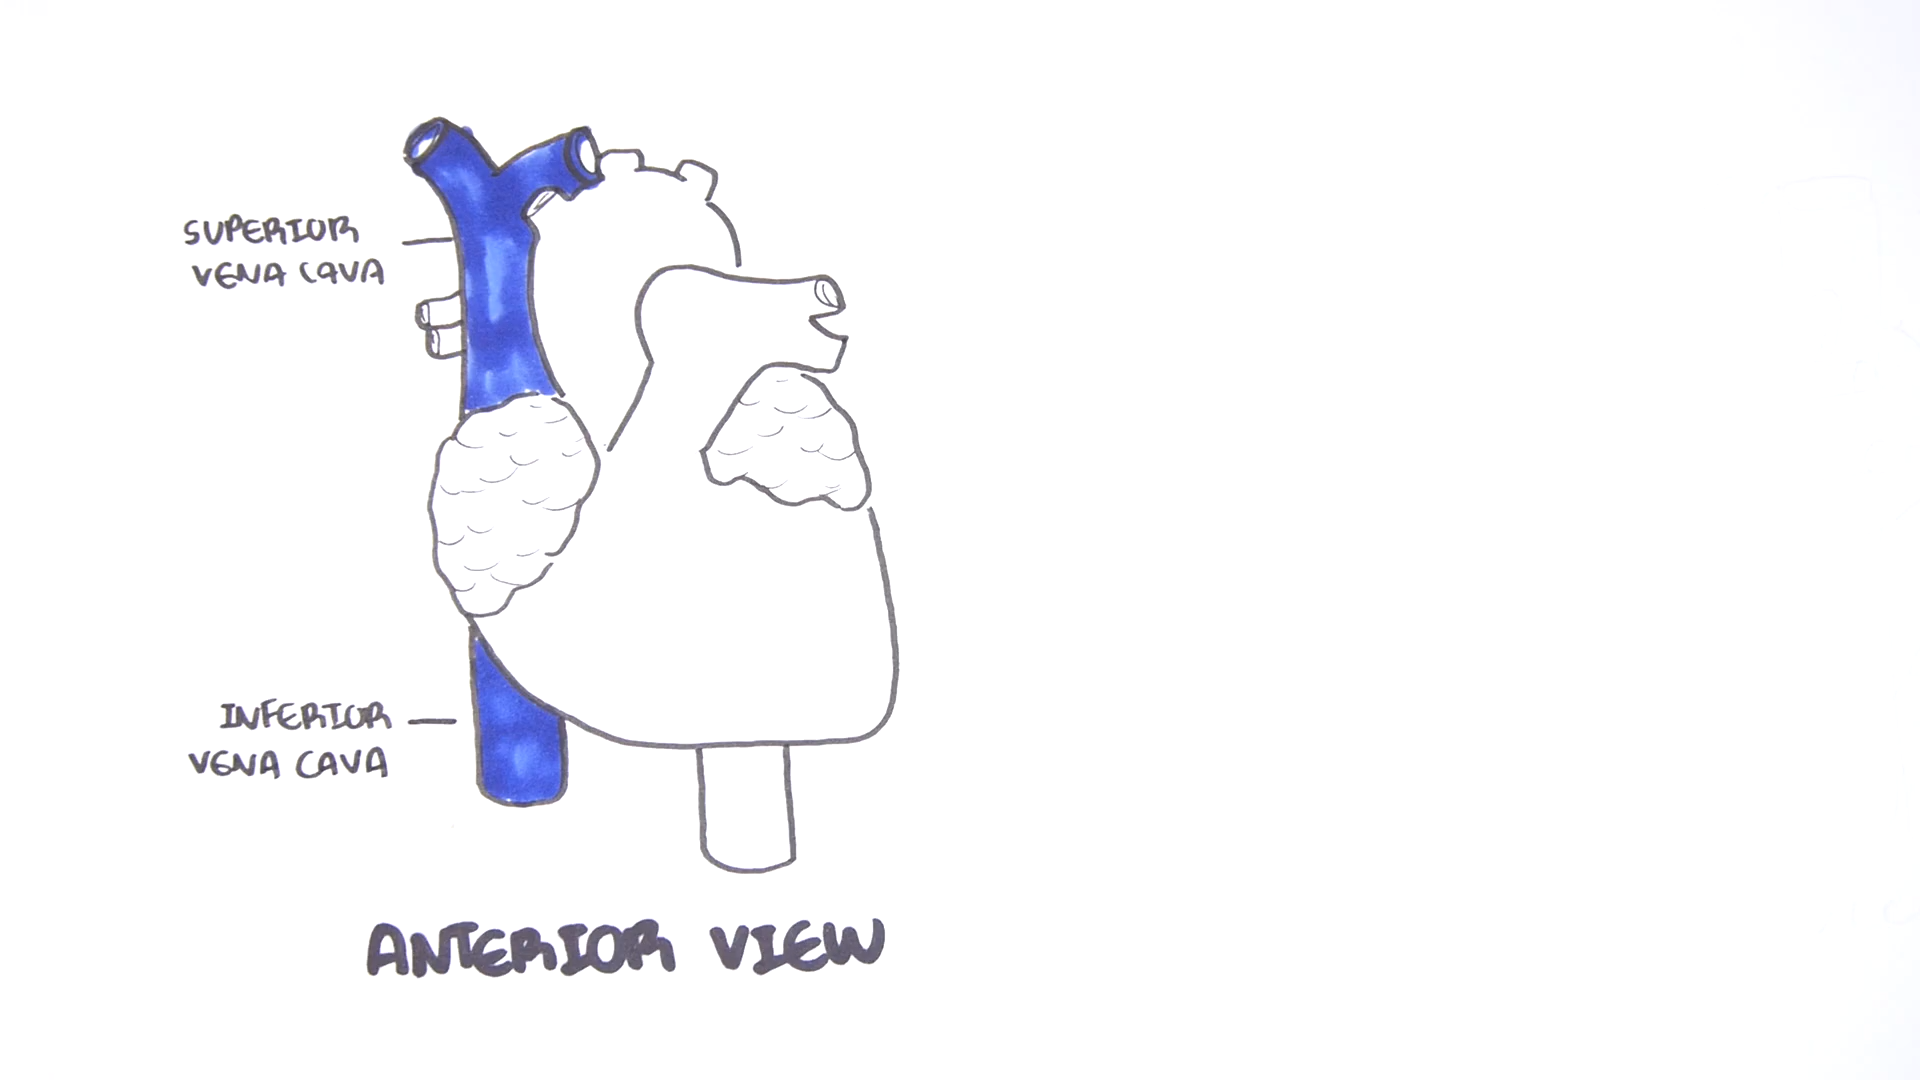 SUPERIOR
VENA CAVA
INFERIOR
VENA CAVA
ANTERIOR VIEW